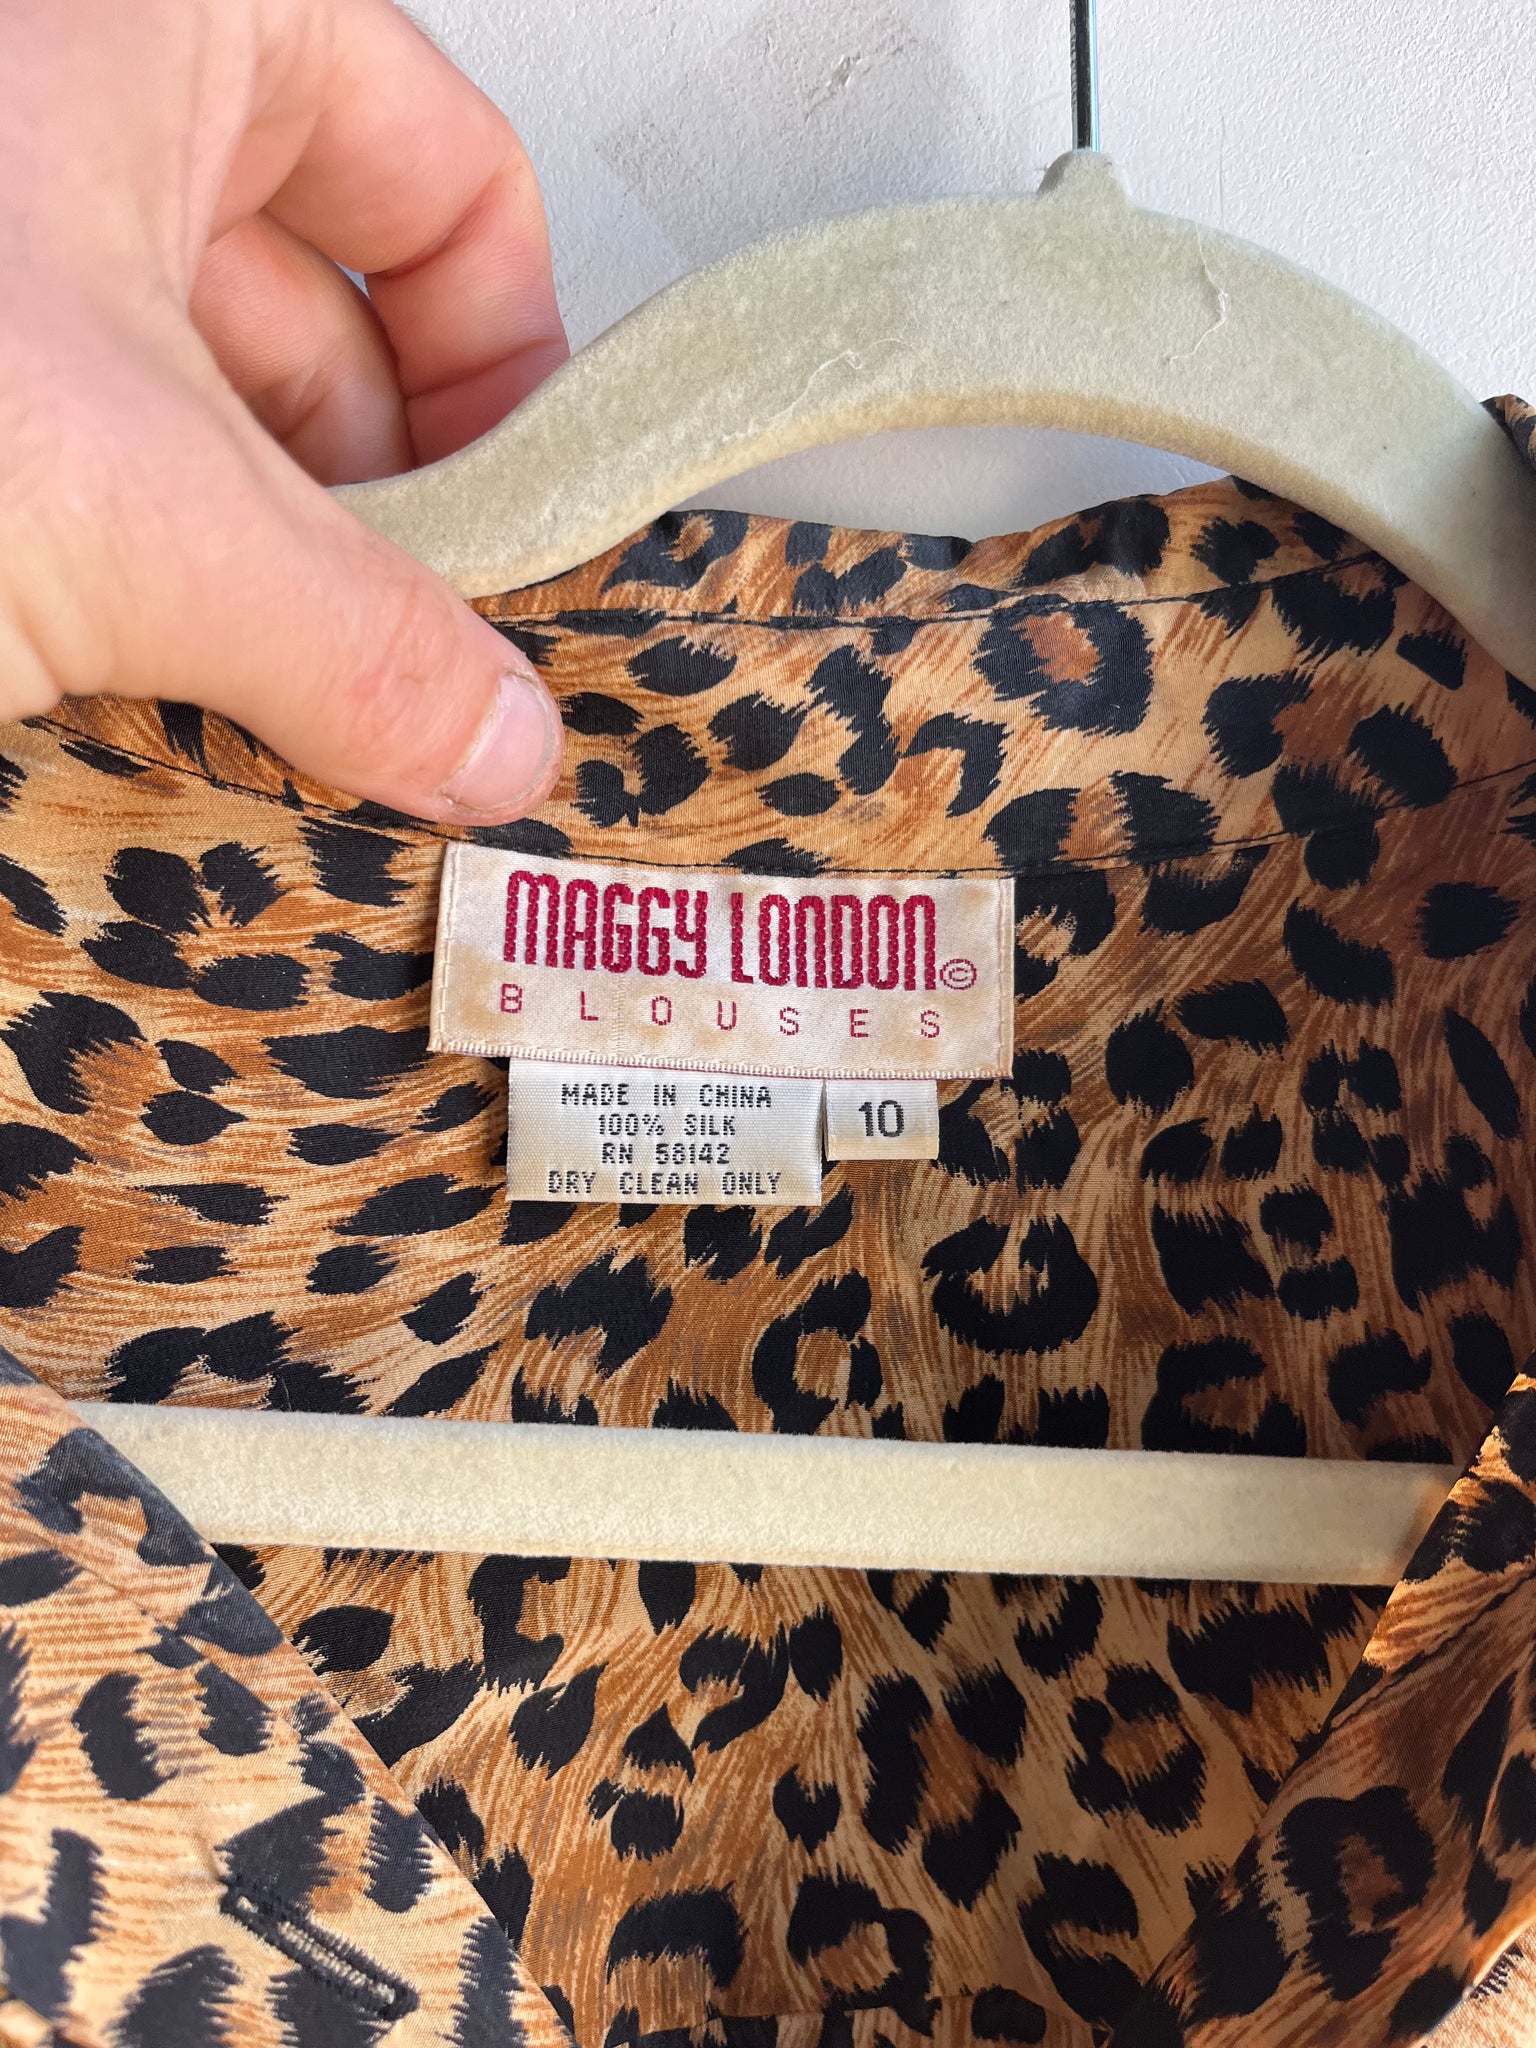 MAGGY LONDON©
BLOUSES
MADE IN CHINA
100% SILK
RN 58142
DRY CLEAN ONLY
10